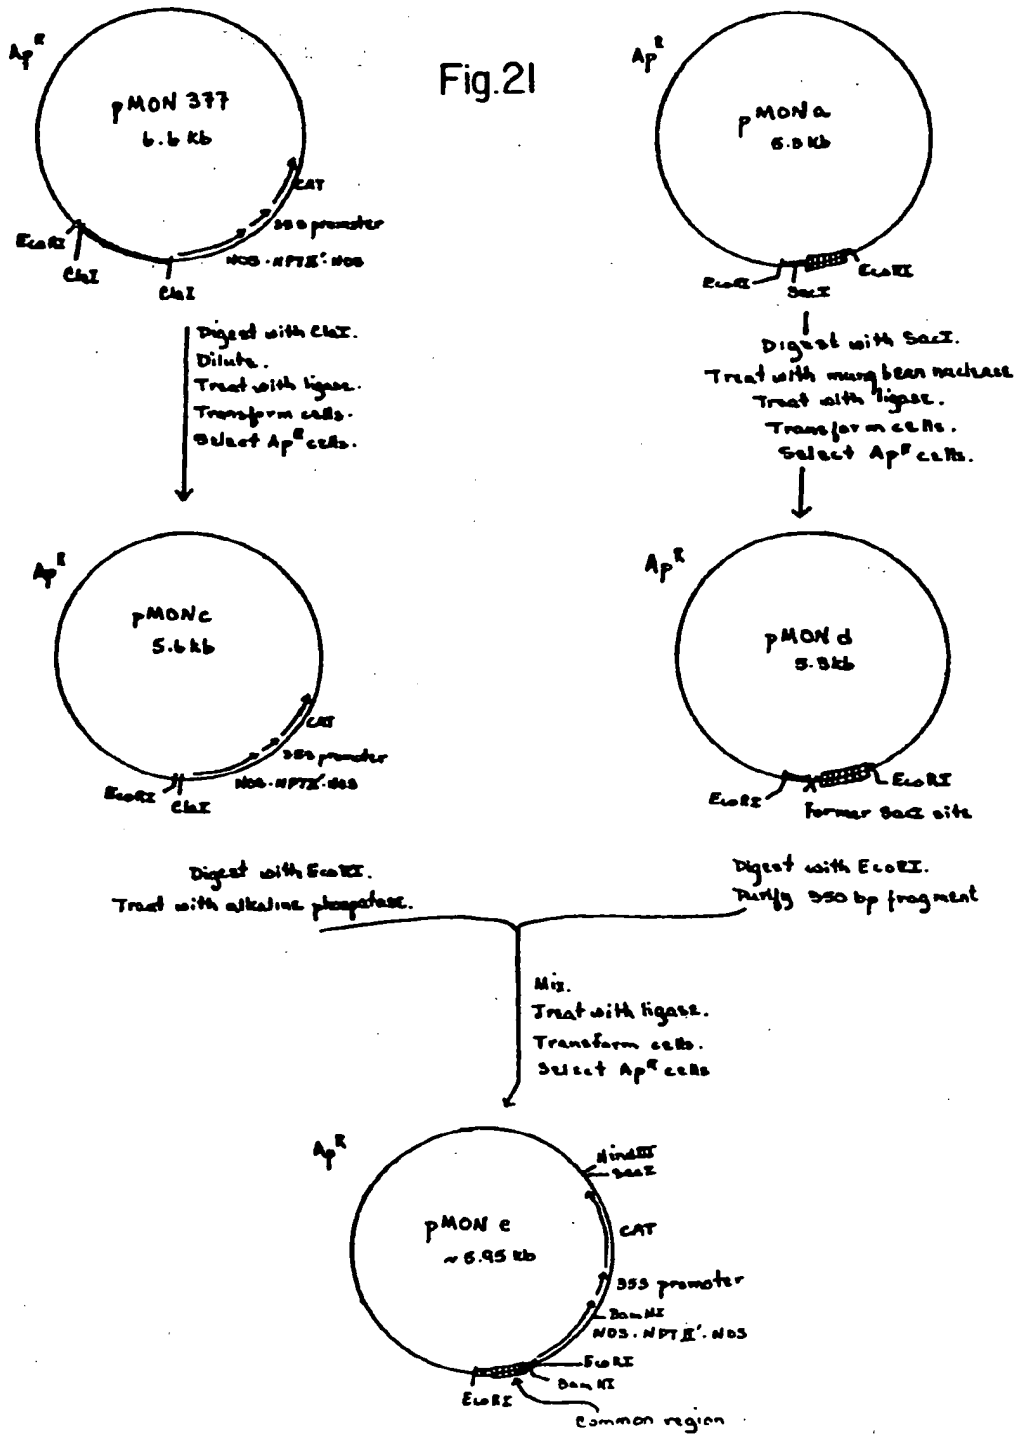 Fig.21
Ap^R
pMON 377
6.6 kb
CAT
35S promoter
NOS-NPTII'-NOS
EcoRI
ClaI
ClaI
Digest with ClaI.
Dilute.
Treat with ligase.
Transform cells.
Select Ap^R cells.
Ap^R
pMON a
5.3 kb
EcoRI
SacI
EcoRI
Digest with SacI.
Treat with mung bean nuclease
Treat with ligase.
Transform cells.
Select Ap^R cells.
Ap^R
pMON c
5.6 kb
CAT
35S promoter
NOS-NPTII'-NOS
EcoRI
ClaI
Ap^R
pMON d
5.3kb
EcoRI
EcoRI
Former SacI site
Digest with EcoRI.
Treat with alkaline phospatase.
Digest with EcoRI.
Purify 350 bp fragment
Mix.
Treat with ligase.
Transform cells.
Select Ap^R cells
Ap^R
pMON e
~5.95 kb
HindIII
SacI
CAT
35S promoter
BamHI
NOS-NPTII'-NOS
EcoRI
BamHI
EcoRI
Common region